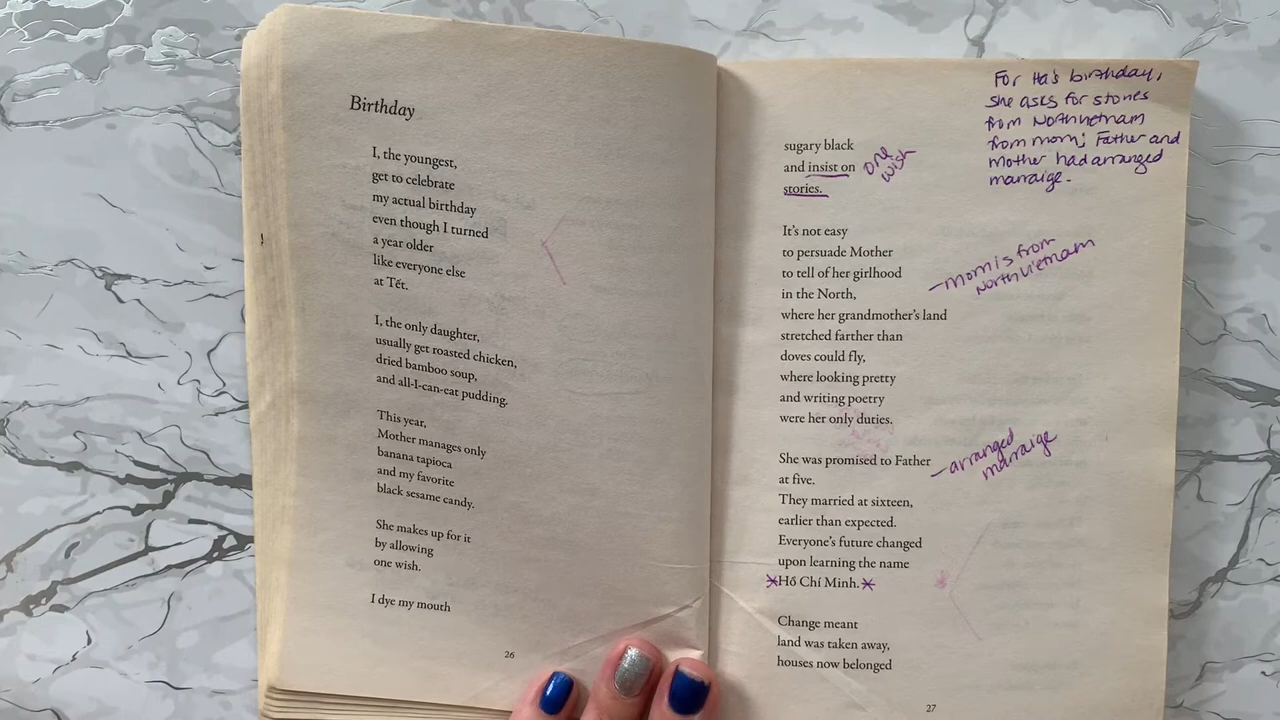 Birthday
I, the youngest,
get to celebrate
my actual birthday
even though I turned
a year older
like everyone else
at Tết.
I, the only daughter,
usually get roasted chicken,
dried bamboo soup,
and all-I-can-eat pudding.
This year,
Mother manages only
banana tapioca
and my favorite
black sesame candy.
She makes up for it
by allowing
one wish.
I dye my mouth
26
For Ha's birthday,
she asks for stories
from North vietnam
from mom; Father and
Mother had arranged
marraige.
sugary black
and insist on
stories.
one
wish
It's not easy
to persuade Mother
to tell of her girlhood
in the North,
where her grandmother's land
stretched farther than
doves could fly,
where looking pretty
and writing poetry
were her only duties.
- mom is from
North Vietnam
She was promised to Father
at five.
They married at sixteen,
earlier than expected.
Everyone's future changed
upon learning the name
*Hồ Chí Minh.*
- arranged
marraige
Change meant
land was taken away,
houses now belonged
27